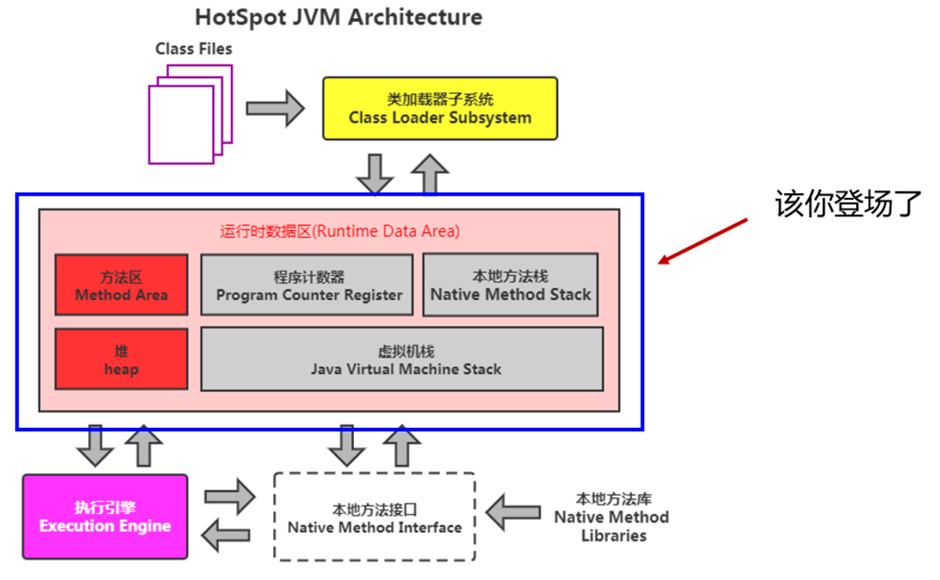 HotSpot JVM Architecture
Class Files
类加载器子系统
Class Loader Subsystem
该你登场了
运行时数据区(Runtime Data Area)
方法区
Method Area
程序计数器
Program Counter Register
本地方法栈
Native Method Stack
堆
heap
虚拟机栈
Java Virtual Machine Stack
执行引擎
Execution Engine
本地方法接口
Native Method Interface
本地方法库
Native Method
Libraries